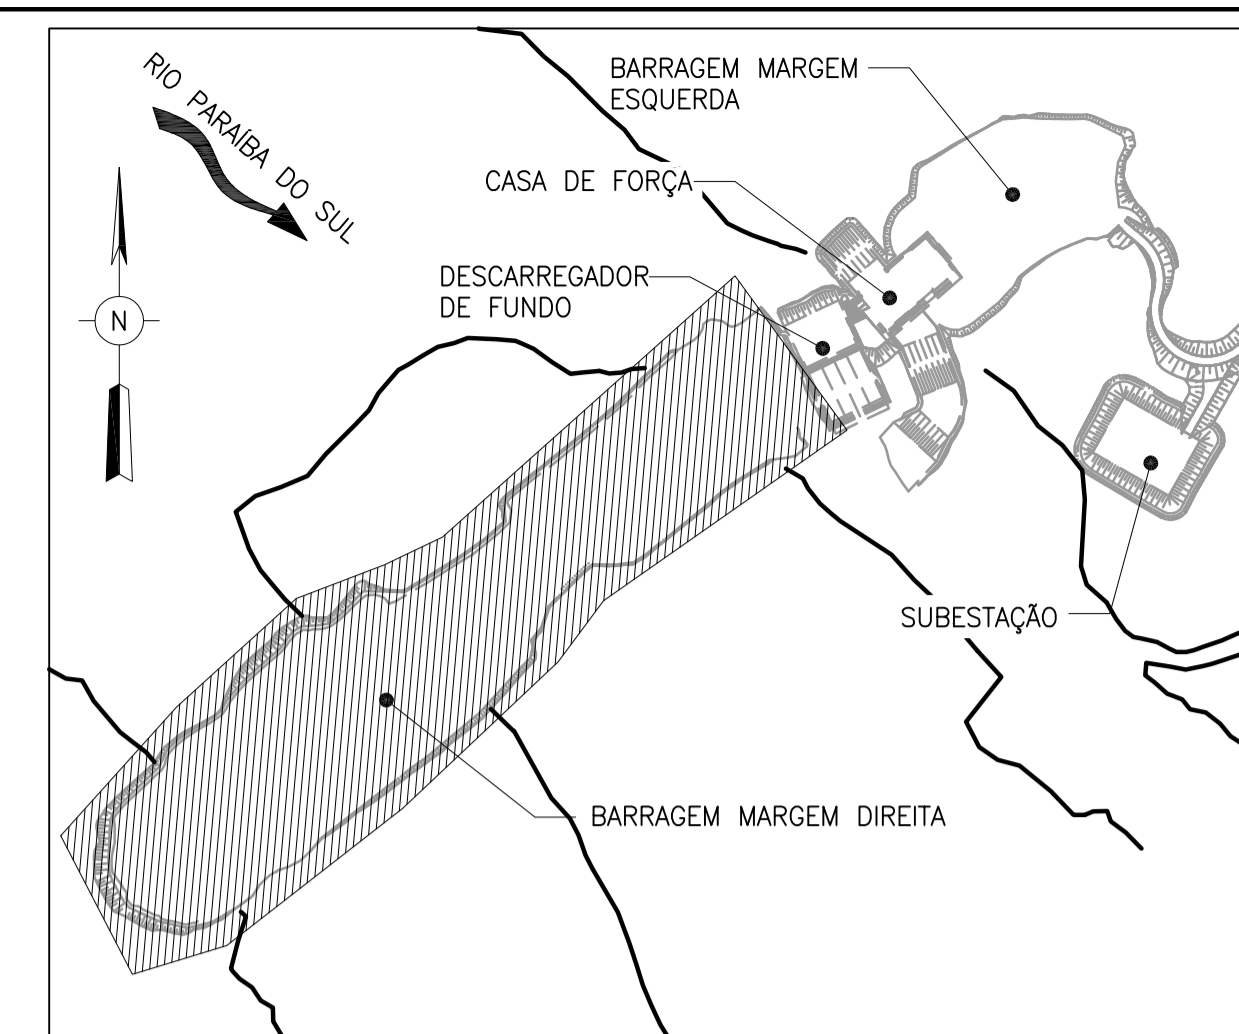 RIO PARAÍBA DO SUL
BARRAGEM MARGEM
ESQUERDA
CASA DE FORÇA
DESCARREGADOR
DE FUNDO
N
SUBESTAÇÃO
BARRAGEM MARGEM DIREITA